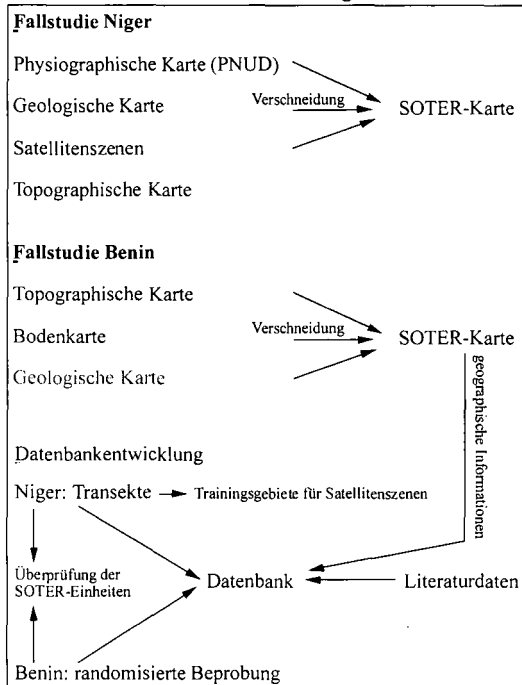 Fallstudie Niger
Physiographische Karte (PNUD)
Geologische Karte
Verschneidung
SOTER-Karte
Satellitenszenen
Topographische Karte
Fallstudie Benin
Topographische Karte
Bodenkarte
Verschneidung
SOTER-Karte
Geologische Karte
geographische Informationen
Datenbankentwicklung
Niger: Transekte
Trainingsgebiete für Satellitenszenen
Überprüfung der
SOTER-Einheiten
Datenbank
Literaturdaten
Benin: randomisierte Beprobung